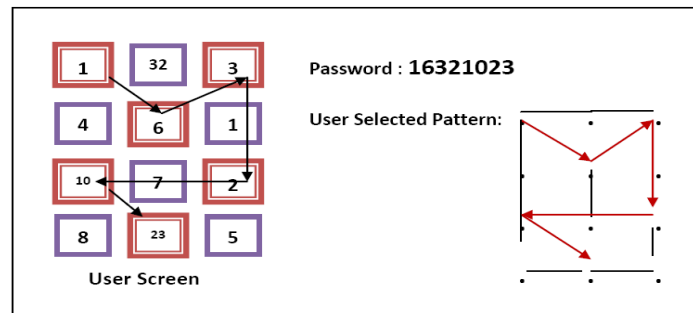 1 32 3
Password : 16321023
4 6 1
User Selected Pattern:
10 7 2
8 23 5
User Screen